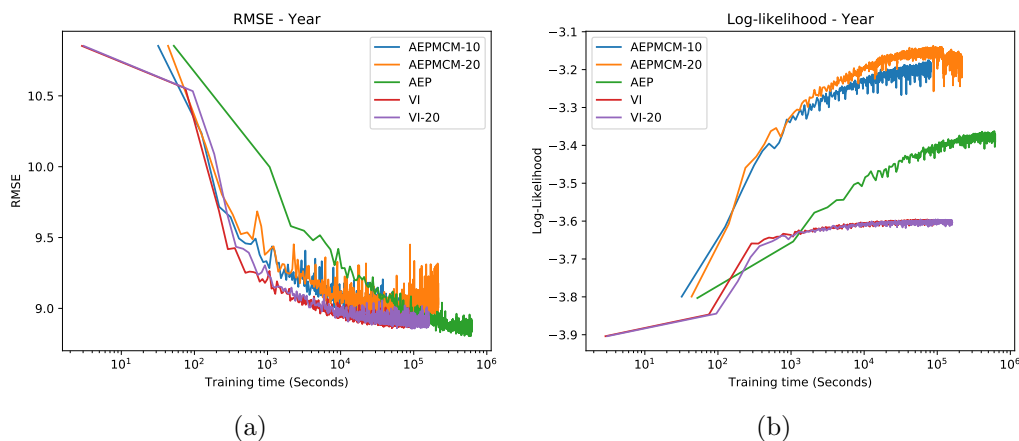 RMSE - Year
10.5
10.0
9.5
9.0
RMSE
10¹ 10² 10³ 10⁴ 10⁵ 10⁶
Training time (Seconds)
AEPMCM-10
AEPMCM-20
AEP
VI
VI-20
(a)
Log-likelihood - Year
−3.1
−3.2
−3.3
−3.4
−3.5
−3.6
−3.7
−3.8
−3.9
Log-Likelihood
10¹ 10² 10³ 10⁴ 10⁵ 10⁶
Training time (Seconds)
AEPMCM-10
AEPMCM-20
AEP
VI
VI-20
(b)